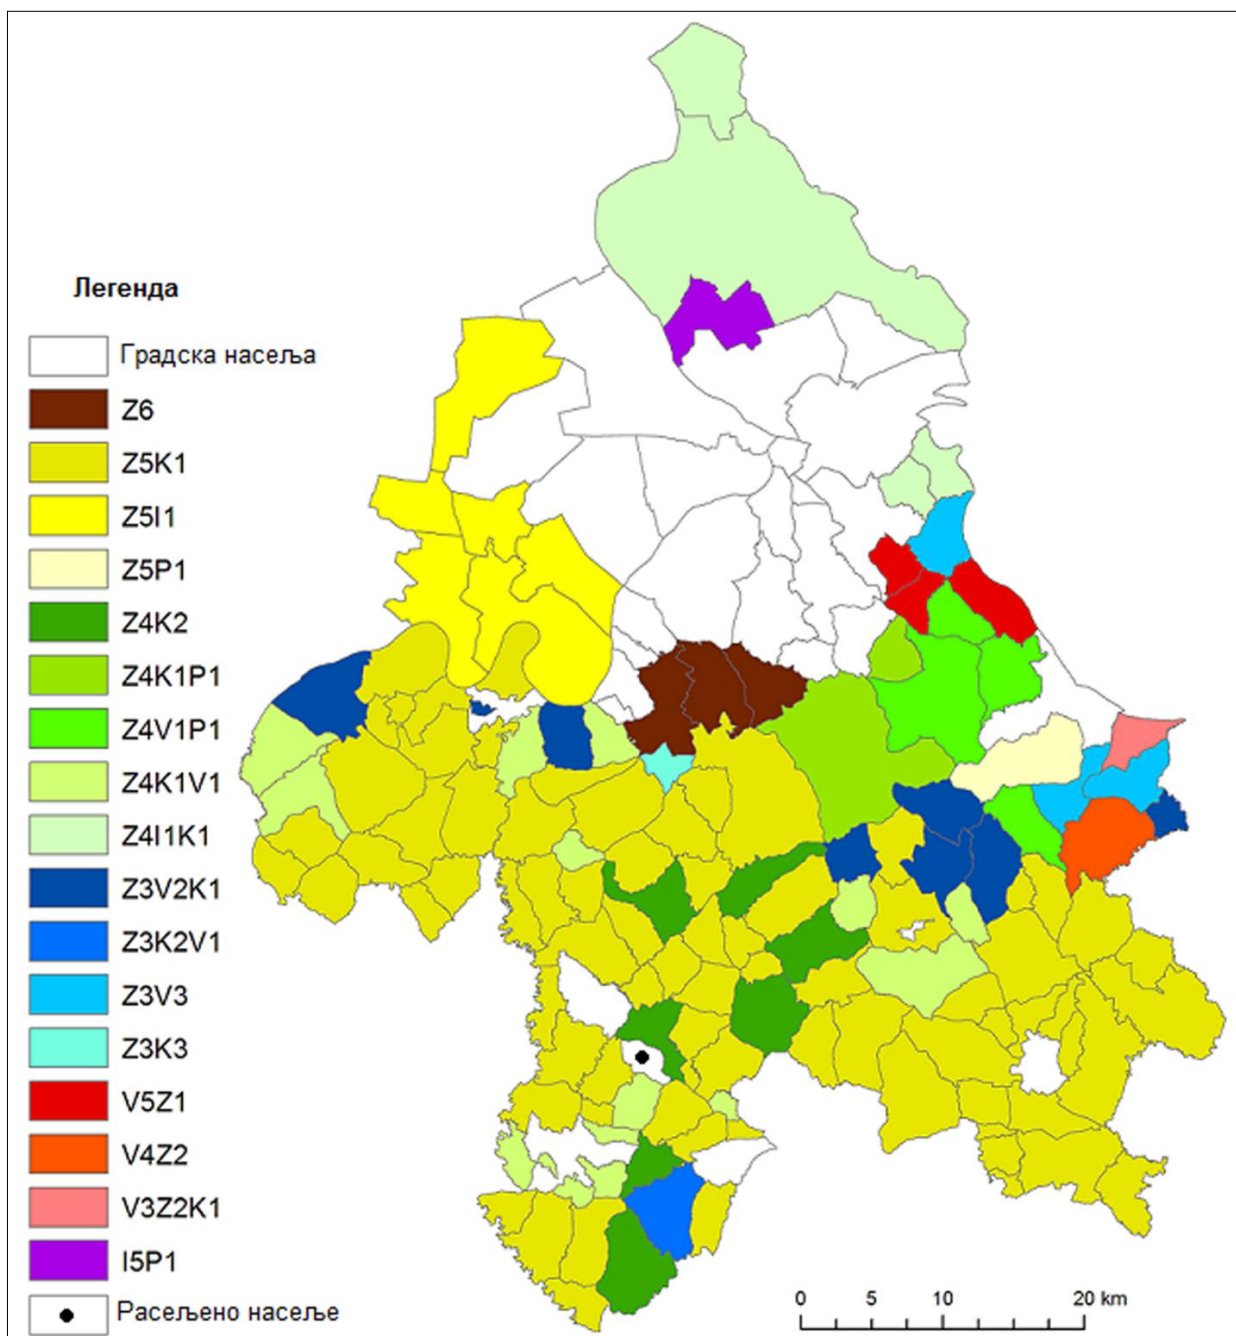 Легенда
Градска насеља
Z6
Z5K1
Z5I1
Z5P1
Z4K2
Z4K1P1
Z4V1P1
Z4K1V1
Z4I1K1
Z3V2K1
Z3K2V1
Z3V3
Z3K3
V5Z1
V4Z2
V3Z2K1
I5P1
Расељено насеље
0 5 10 20 km